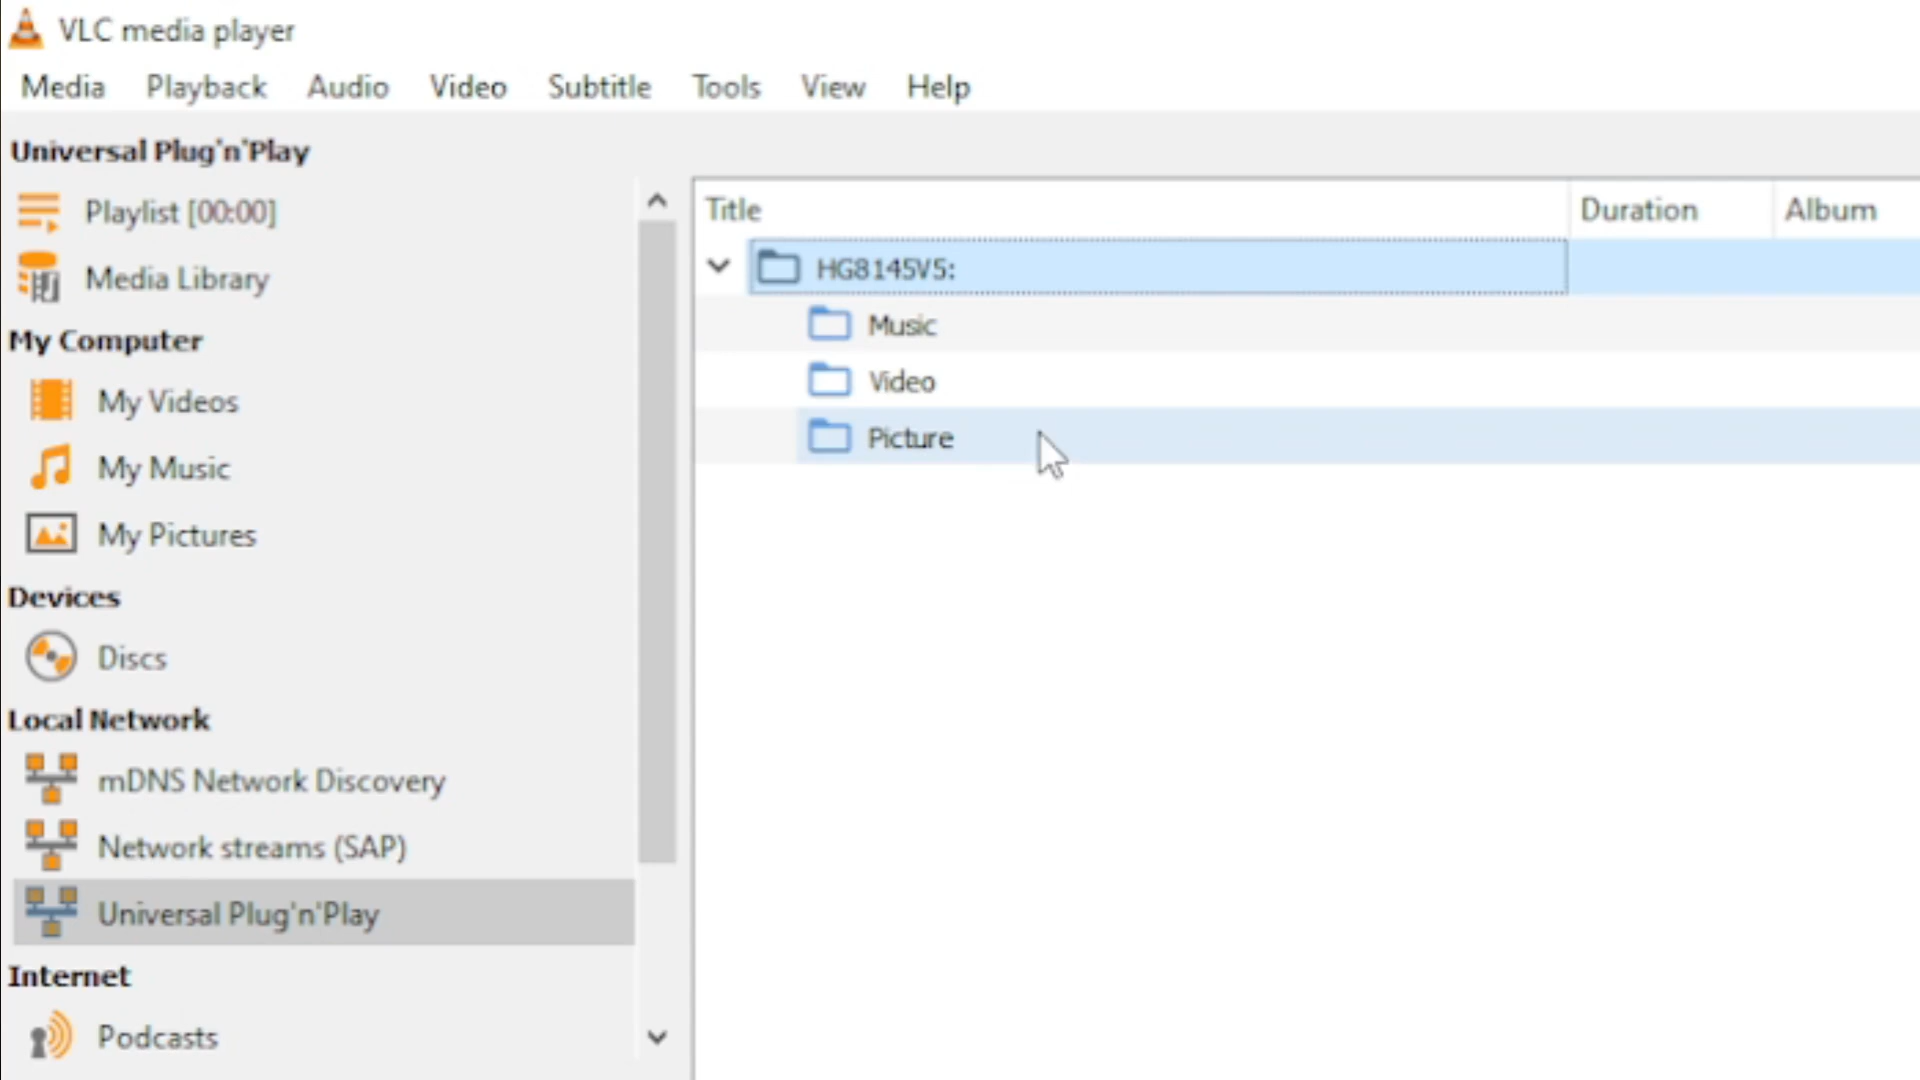 VLC media player
Media Playback Audio Video Subtitle Tools View Help
Universal Plug'n'Play
Playlist [00:00]
Media Library
My Computer
My Videos
My Music
My Pictures
Devices
Discs
Local Network
mDNS Network Discovery
Network streams (SAP)
Universal Plug'n'Play
Internet
Podcasts
Title Duration Album
HG8145V5:
Music
Video
Picture